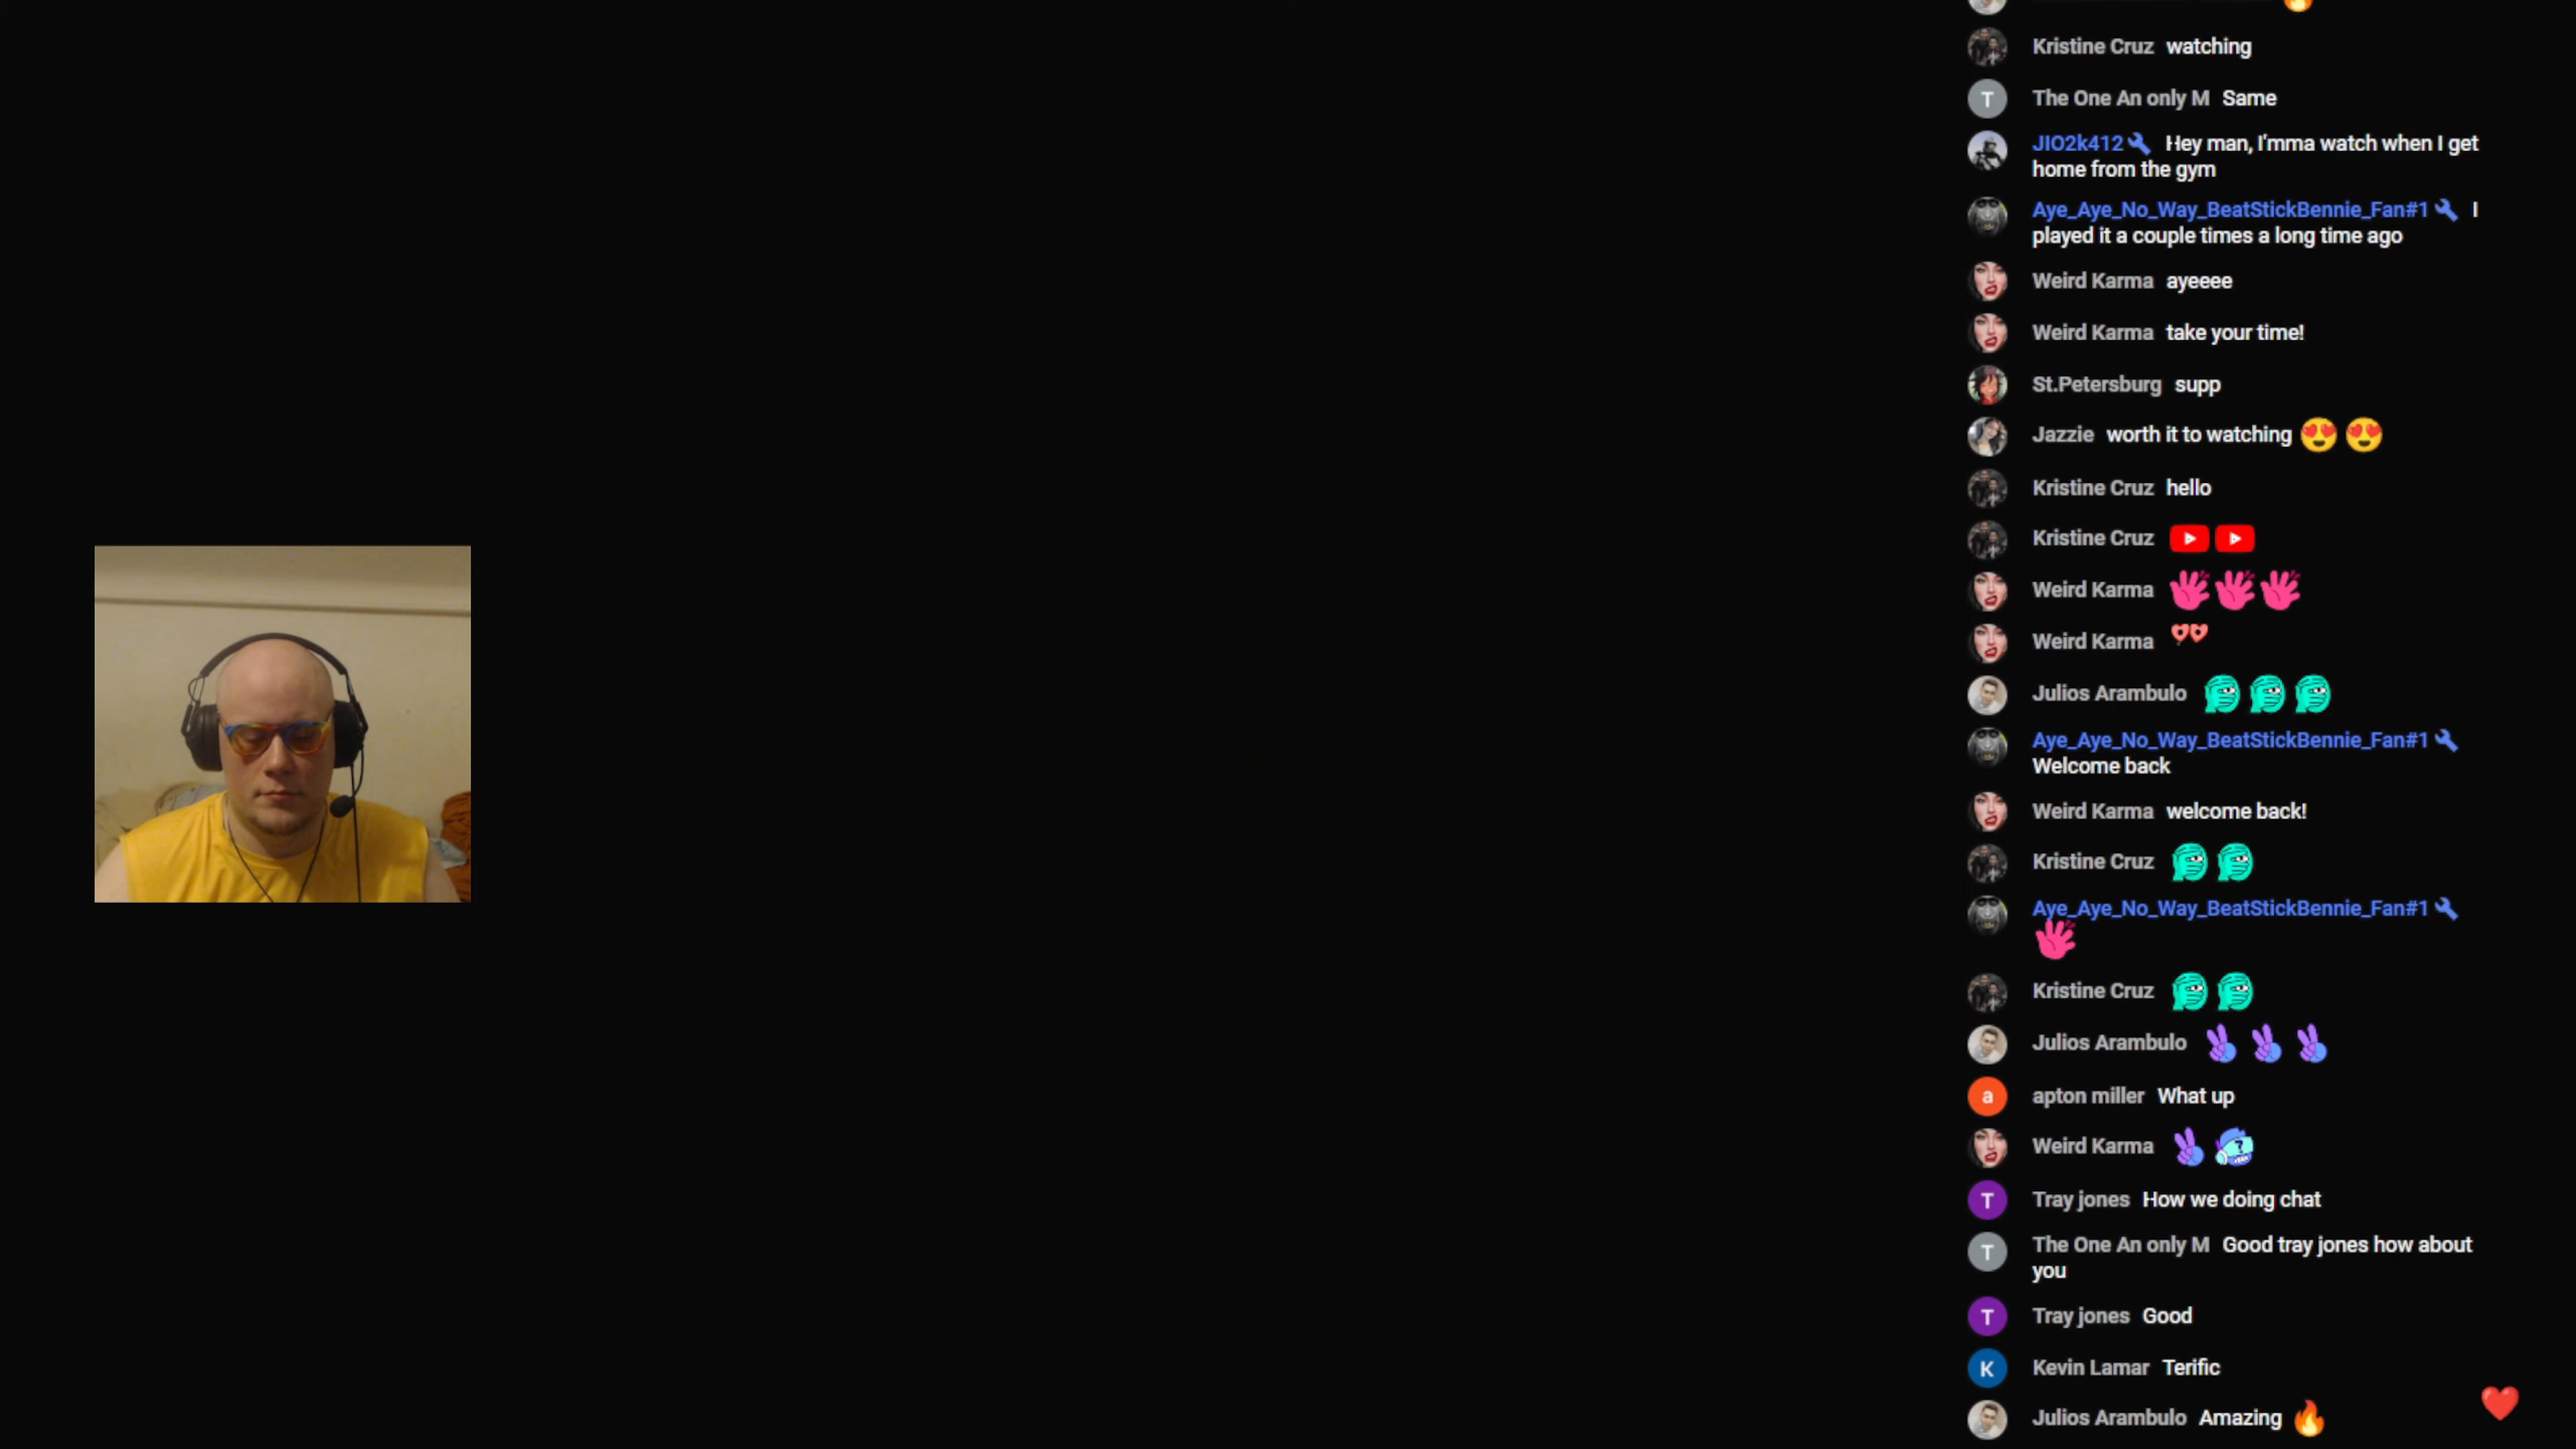 Kristine Cruz watching
T The One An only M Same
JIO2k412 Hey man, I'mma watch when I get
home from the gym
Aye_Aye_No_Way_BeatStickBennie_Fan#1 I
played it a couple times a long time ago
Weird Karma ayeeee
Weird Karma take your time!
St.Petersburg supp
Jazzie worth it to watching 😍 😍
Kristine Cruz hello
Kristine Cruz
Weird Karma
Weird Karma
Julios Arambulo
Aye_Aye_No_Way_BeatStickBennie_Fan#1
Welcome back
Weird Karma welcome back!
Kristine Cruz
Aye_Aye_No_Way_BeatStickBennie_Fan#1
Kristine Cruz
Julios Arambulo
a apton miller What up
Weird Karma ?
T Tray jones How we doing chat
T The One An only M Good tray jones how about
you
T Tray jones Good
K Kevin Lamar Terific
Julios Arambulo Amazing 🔥